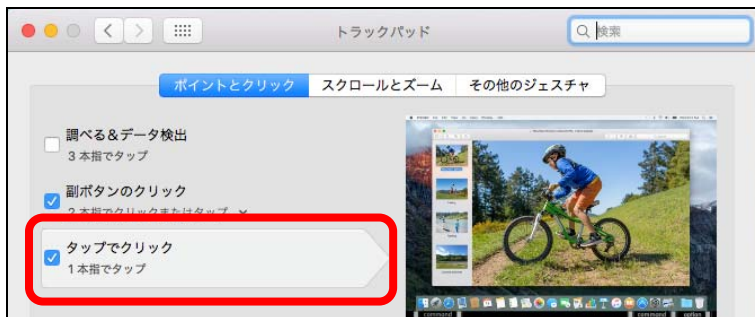 トラックパッド
検索
ポイントとクリック
スクロールとズーム
その他のジェスチャ
調べる＆データ検出
3 本指でタップ
副ボタンのクリック
2 本指でクリックまたはタップ
タップでクリック
1 本指でタップ
command
command
option